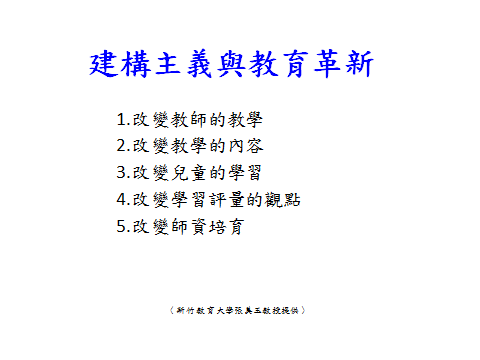 建構主義與教育革新
1.改變教師的教學
2.改變教學的內容
3.改變兒童的學習
4.改變學習評量的觀點
5.改變師資培育
（新竹教育大學張美玉教授提供）